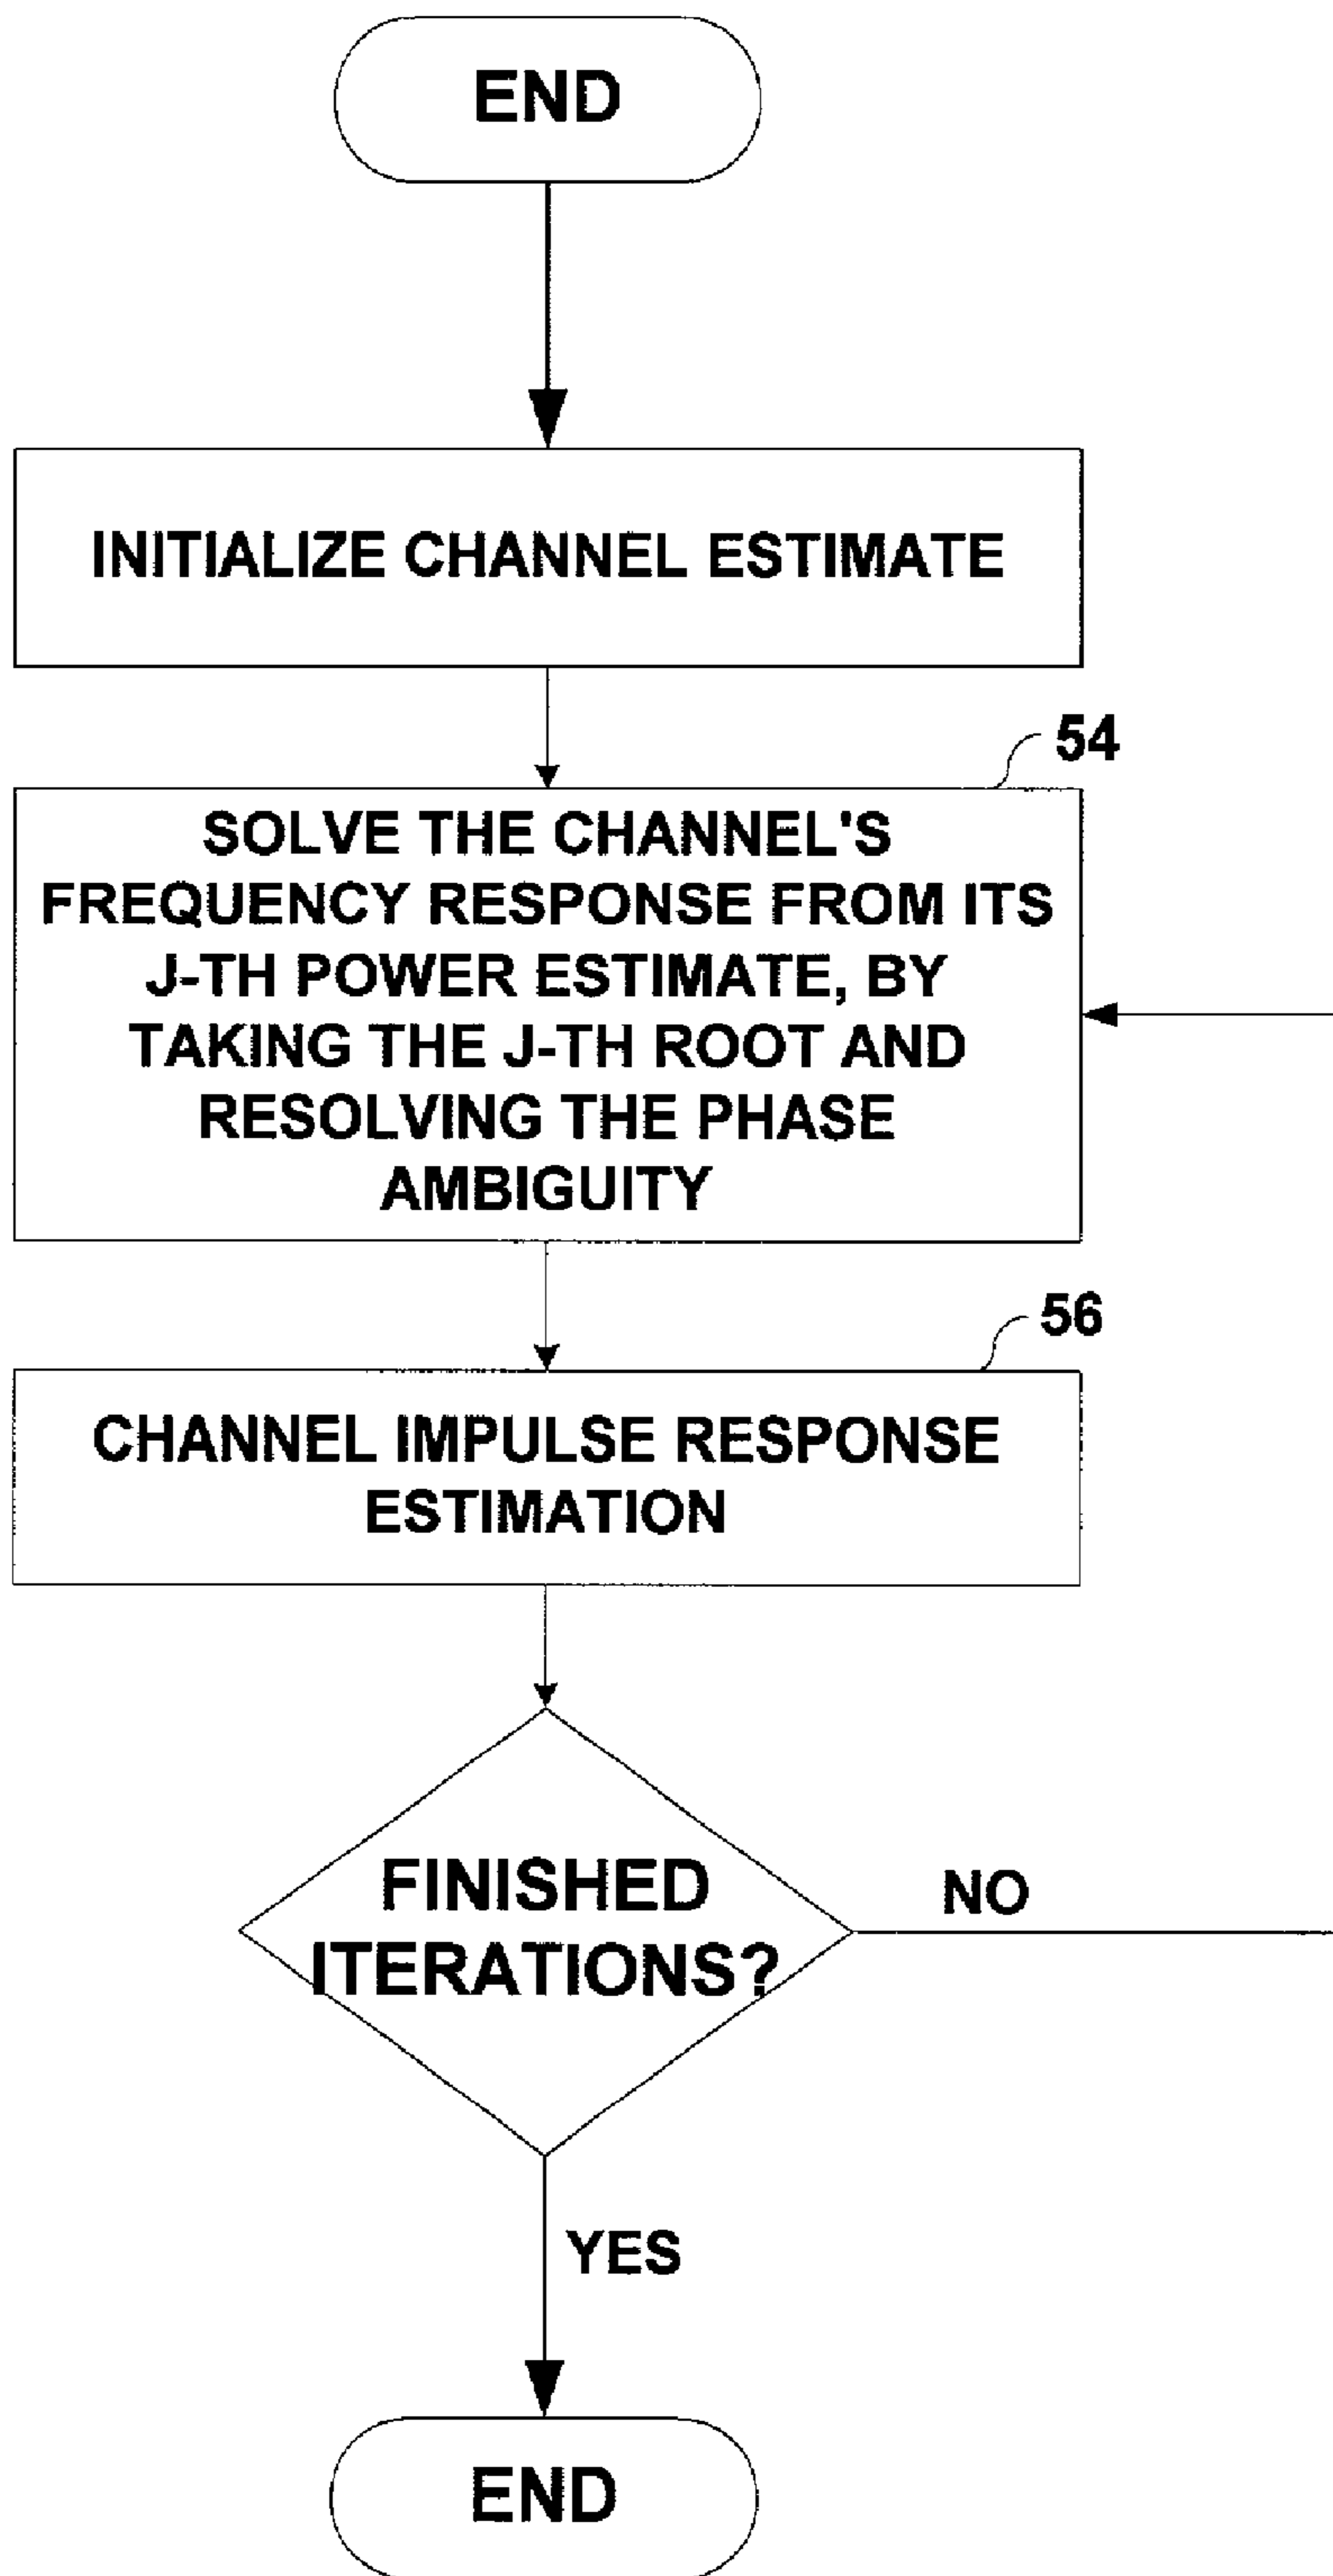 END
INITIALIZE CHANNEL ESTIMATE
54
SOLVE THE CHANNEL'S
FREQUENCY RESPONSE FROM ITS
J-TH POWER ESTIMATE, BY
TAKING THE J-TH ROOT AND
RESOLVING THE PHASE
AMBIGUITY
56
CHANNEL IMPULSE RESPONSE
ESTIMATION
FINISHED
ITERATIONS?
NO
YES
END